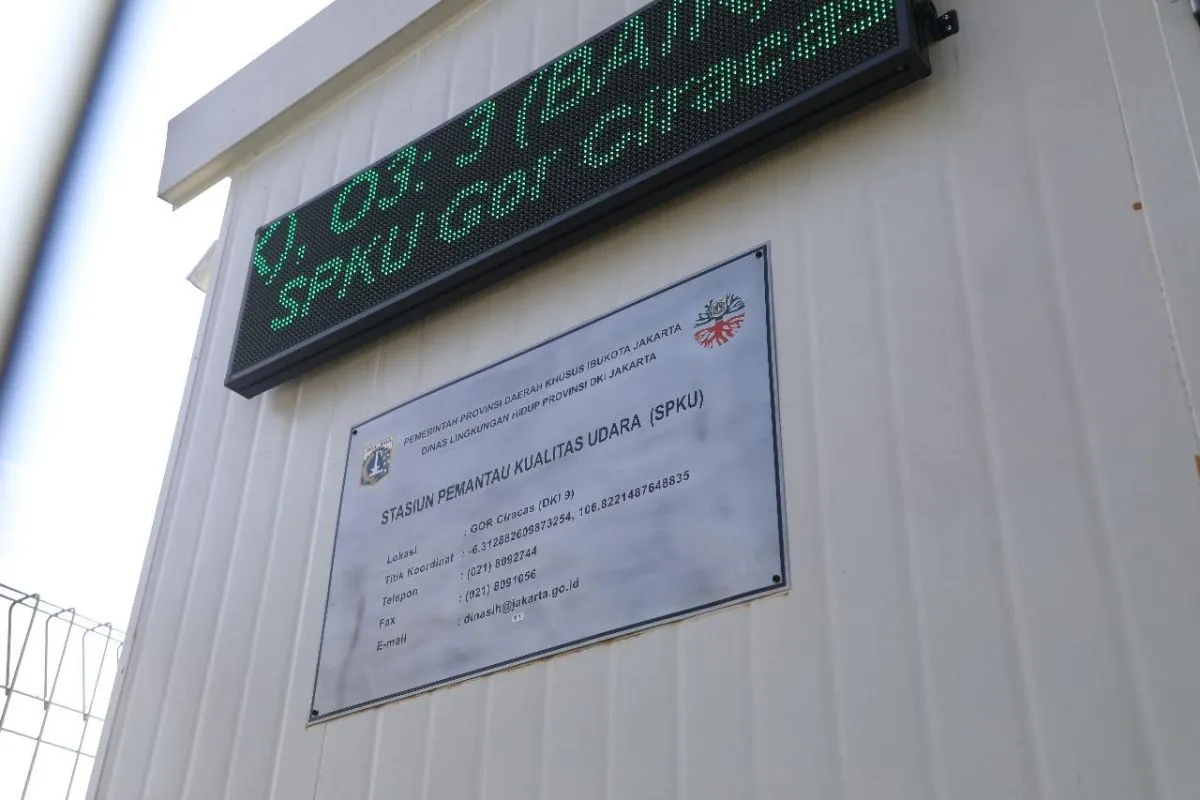 O3: 3 (BAIK)
SPKU Gor Ciracas
PEMERINTAH PROVINSI DAERAH KHUSUS IBUKOTA JAKARTA
DINAS LINGKUNGAN HIDUP PROVINSI DKI JAKARTA
STASIUN PEMANTAU KUALITAS UDARA (SPKU)
Lokasi : GOR Ciracas (DKI 9)
Titik Koordinat : -6.312882609873254, 106.8221487648835
Telepon : (021) 8092744
Fax : (021) 8091056
E-mail : dinaslh@jakarta.go.id